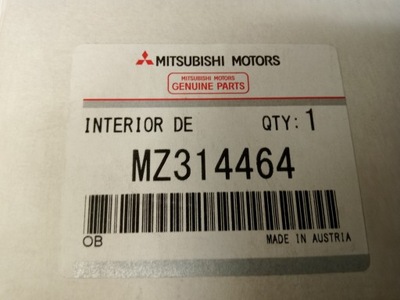 MITSUBISHI MOTORS
MITSUBISHI MOTORS
GENUINE PARTS
INTERIOR DE QTY: 1
MZ314464
OB MADE IN AUSTRIA